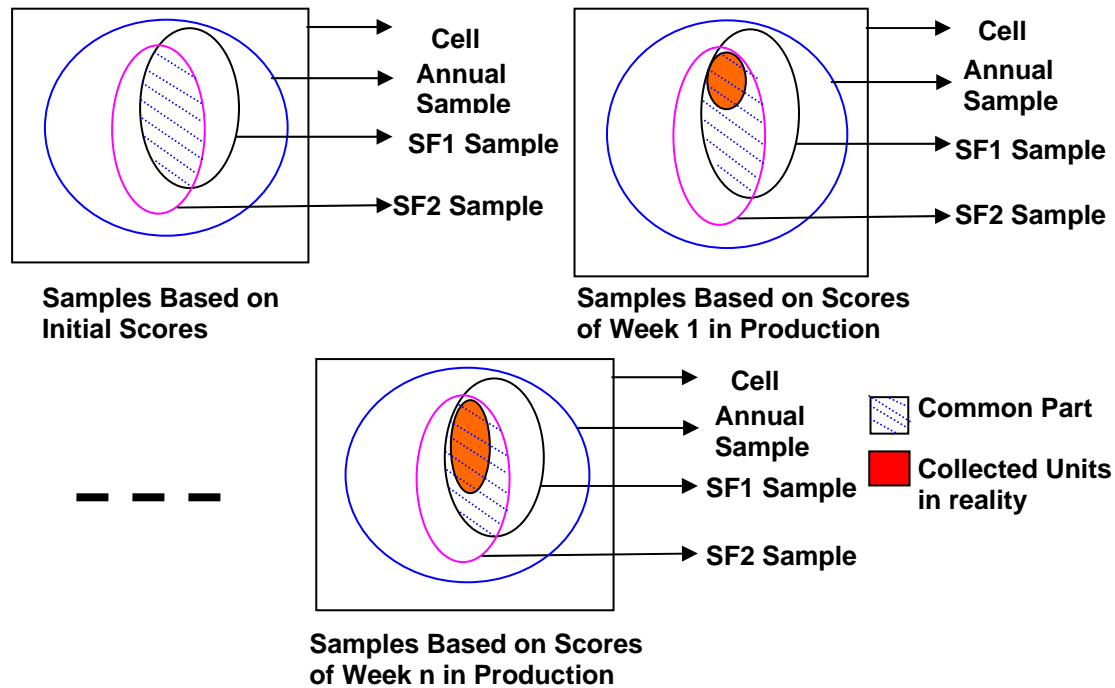 Cell
Annual
Sample
SF1 Sample
SF2 Sample
Samples Based on
Initial Scores
Cell
Annual
Sample
SF1 Sample
SF2 Sample
Samples Based on Scores
of Week 1 in Production
Cell
Annual
Sample
SF1 Sample
SF2 Sample
Common Part
Collected Units
in reality
Samples Based on Scores
of Week n in Production